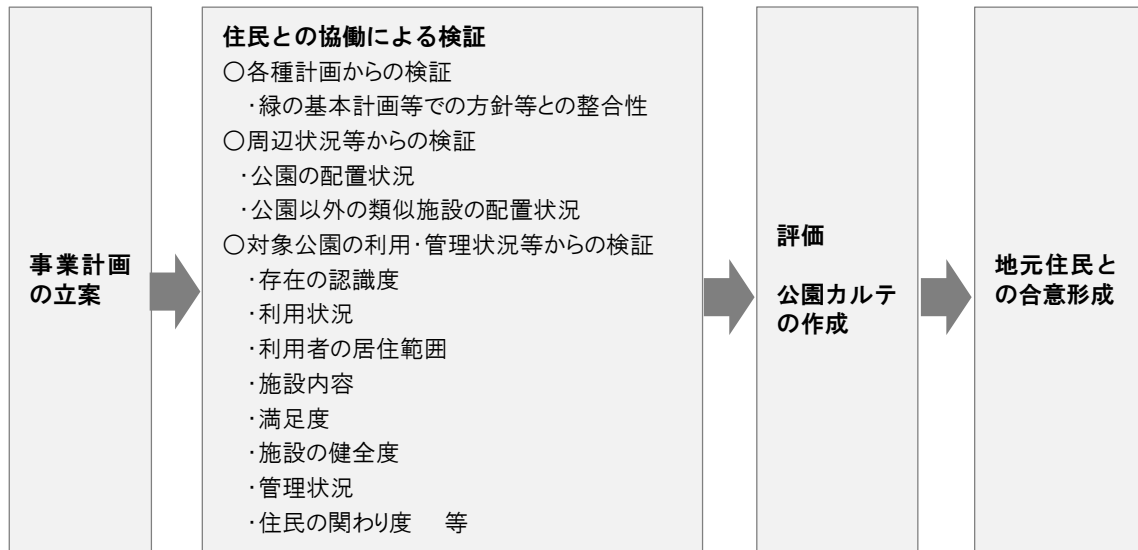 事業計画
の立案
住民との協働による検証
○各種計画からの検証
・緑の基本計画等での方針等との整合性
○周辺状況等からの検証
・公園の配置状況
・公園以外の類似施設の配置状況
○対象公園の利用・管理状況等からの検証
・存在の認識度
・利用状況
・利用者の居住範囲
・施設内容
・満足度
・施設の健全度
・管理状況
・住民の関わり度　等
評価
公園カルテ
の作成
地元住民と
の合意形成